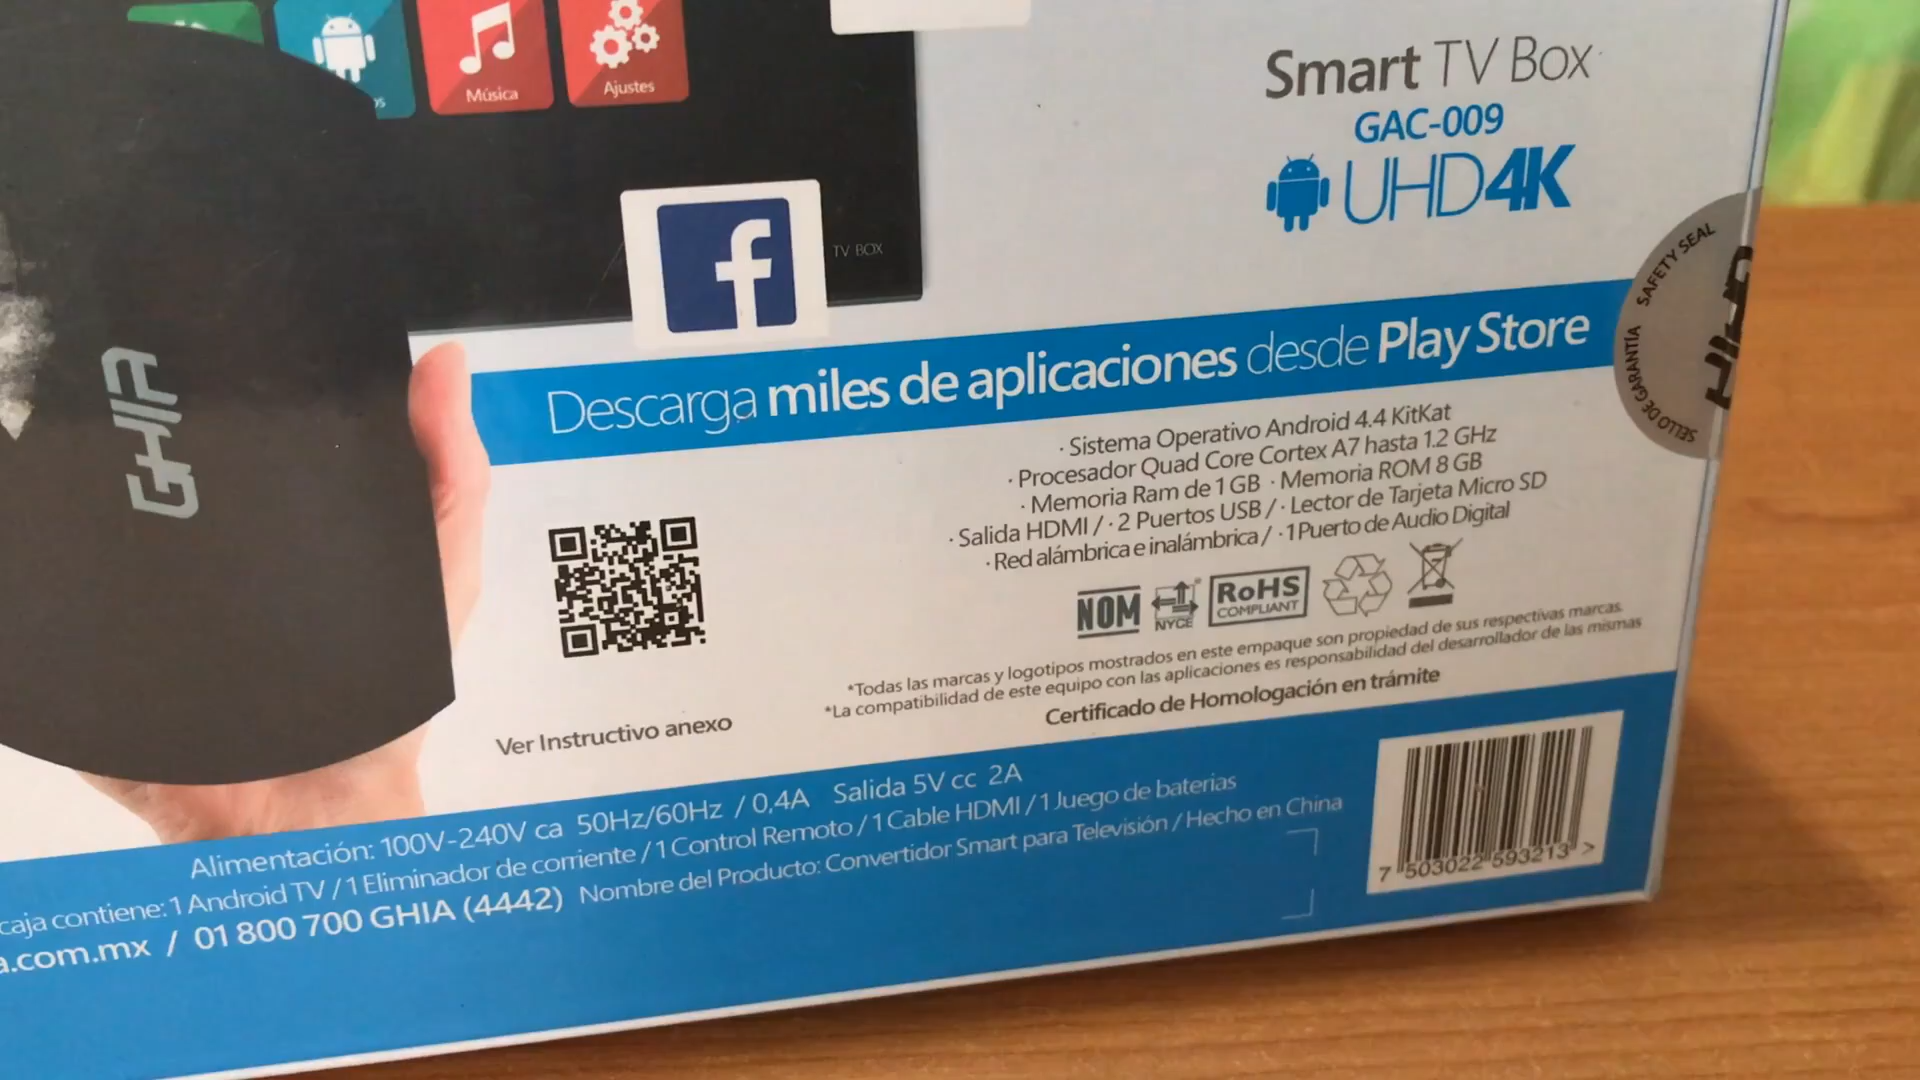 Música
Ajustes
Smart TV Box
GAC-009
UHD4K
TV BOX
SAFETY SEAL
SELLO DE GARANTÍA
GHIA
Descarga miles de aplicaciones desde Play Store
· Sistema Operativo Android 4.4 KitKat
· Procesador Quad Core Cortex A7 hasta 1.2 GHz
· Memoria Ram de 1 GB · Memoria ROM 8 GB
· Salida HDMI / · 2 Puertos USB / · Lector de Tarjeta Micro SD
· Red alámbrica e inalámbrica / · 1 Puerto de Audio Digital
NOM NYCE RoHS
COMPLIANT
*Todas las marcas y logotipos mostrados en este empaque son propiedad de sus respectivas marcas.
*La compatibilidad de este equipo con las aplicaciones es responsabilidad del desarrollador de las mismas
Certificado de Homologación en trámite
Ver Instructivo anexo
Alimentación: 100V-240V ca 50Hz/60Hz / 0,4A Salida 5V cc 2A
caja contiene: 1 Android TV / 1 Eliminador de corriente / 1 Control Remoto / 1 Cable HDMI / 1 Juego de baterias
a.com.mx / 01 800 700 GHIA (4442) Nombre del Producto: Convertidor Smart para Televisión / Hecho en China
7 503022 593213 >